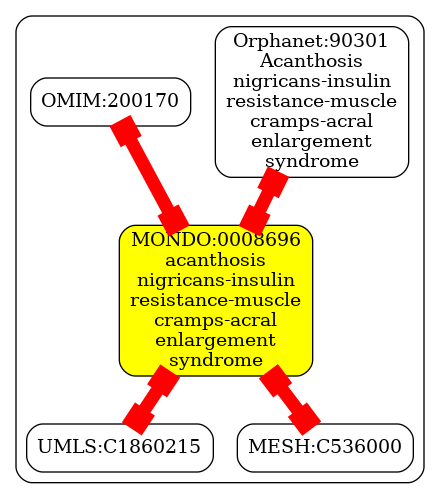 OMIM:200170
Orphanet:90301
Acanthosis
nigricans-insulin
resistance-muscle
cramps-acral
enlargement
syndrome
MONDO:0008696
acanthosis
nigricans-insulin
resistance-muscle
cramps-acral
enlargement
syndrome
UMLS:C1860215
MESH:C536000